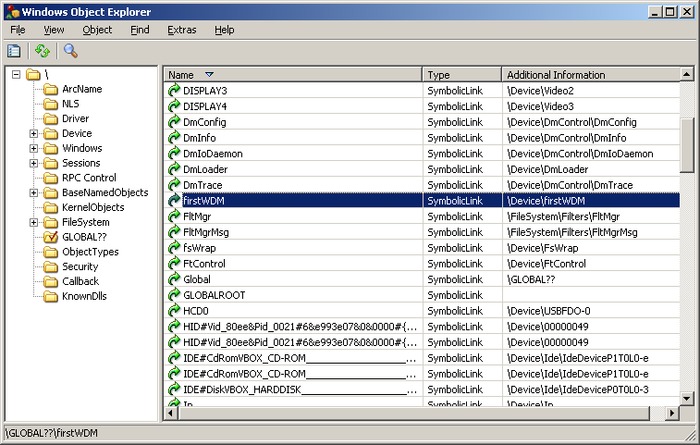 Windows Object Explorer
File View Object Find Extras Help
\
ArcName
NLS
Driver
Device
Windows
Sessions
RPC Control
BaseNamedObjects
KernelObjects
FileSystem
GLOBAL??
ObjectTypes
Security
Callback
KnownDlls
Name Type Additional Information
DISPLAY3 SymbolicLink \Device\Video2
DISPLAY4 SymbolicLink \Device\Video3
DmConfig SymbolicLink \Device\DmControl\DmConfig
DmInfo SymbolicLink \Device\DmControl\DmInfo
DmIoDaemon SymbolicLink \Device\DmControl\DmIoDaemon
DmLoader SymbolicLink \Device\DmLoader
DmTrace SymbolicLink \Device\DmControl\DmTrace
firstWDM SymbolicLink \Device\firstWDM
FltMgr SymbolicLink \FileSystem\Filters\FltMgr
FltMgrMsg SymbolicLink \FileSystem\Filters\FltMgrMsg
fsWrap SymbolicLink \Device\FsWrap
FtControl SymbolicLink \Device\FtControl
Global SymbolicLink \GLOBAL??
GLOBALROOT SymbolicLink
HCD0 SymbolicLink \Device\USBFDO-0
HID#Vid_80ee&Pid_0021#6&e993e07&0&0000#{... SymbolicLink \Device\00000049
HID#Vid_80ee&Pid_0021#6&e993e07&0&0000#{... SymbolicLink \Device\00000049
IDE#CdRomVBOX_CD-ROM____________________... SymbolicLink \Device\Ide\IdeDeviceP1T0L0-e
IDE#CdRomVBOX_CD-ROM____________________... SymbolicLink \Device\Ide\IdeDeviceP1T0L0-e
IDE#DiskVBOX_HARDDISK____________________... SymbolicLink \Device\Ide\IdeDeviceP0T0L0-3
Ip SymbolicLink \Device\Ip
\GLOBAL??\firstWDM